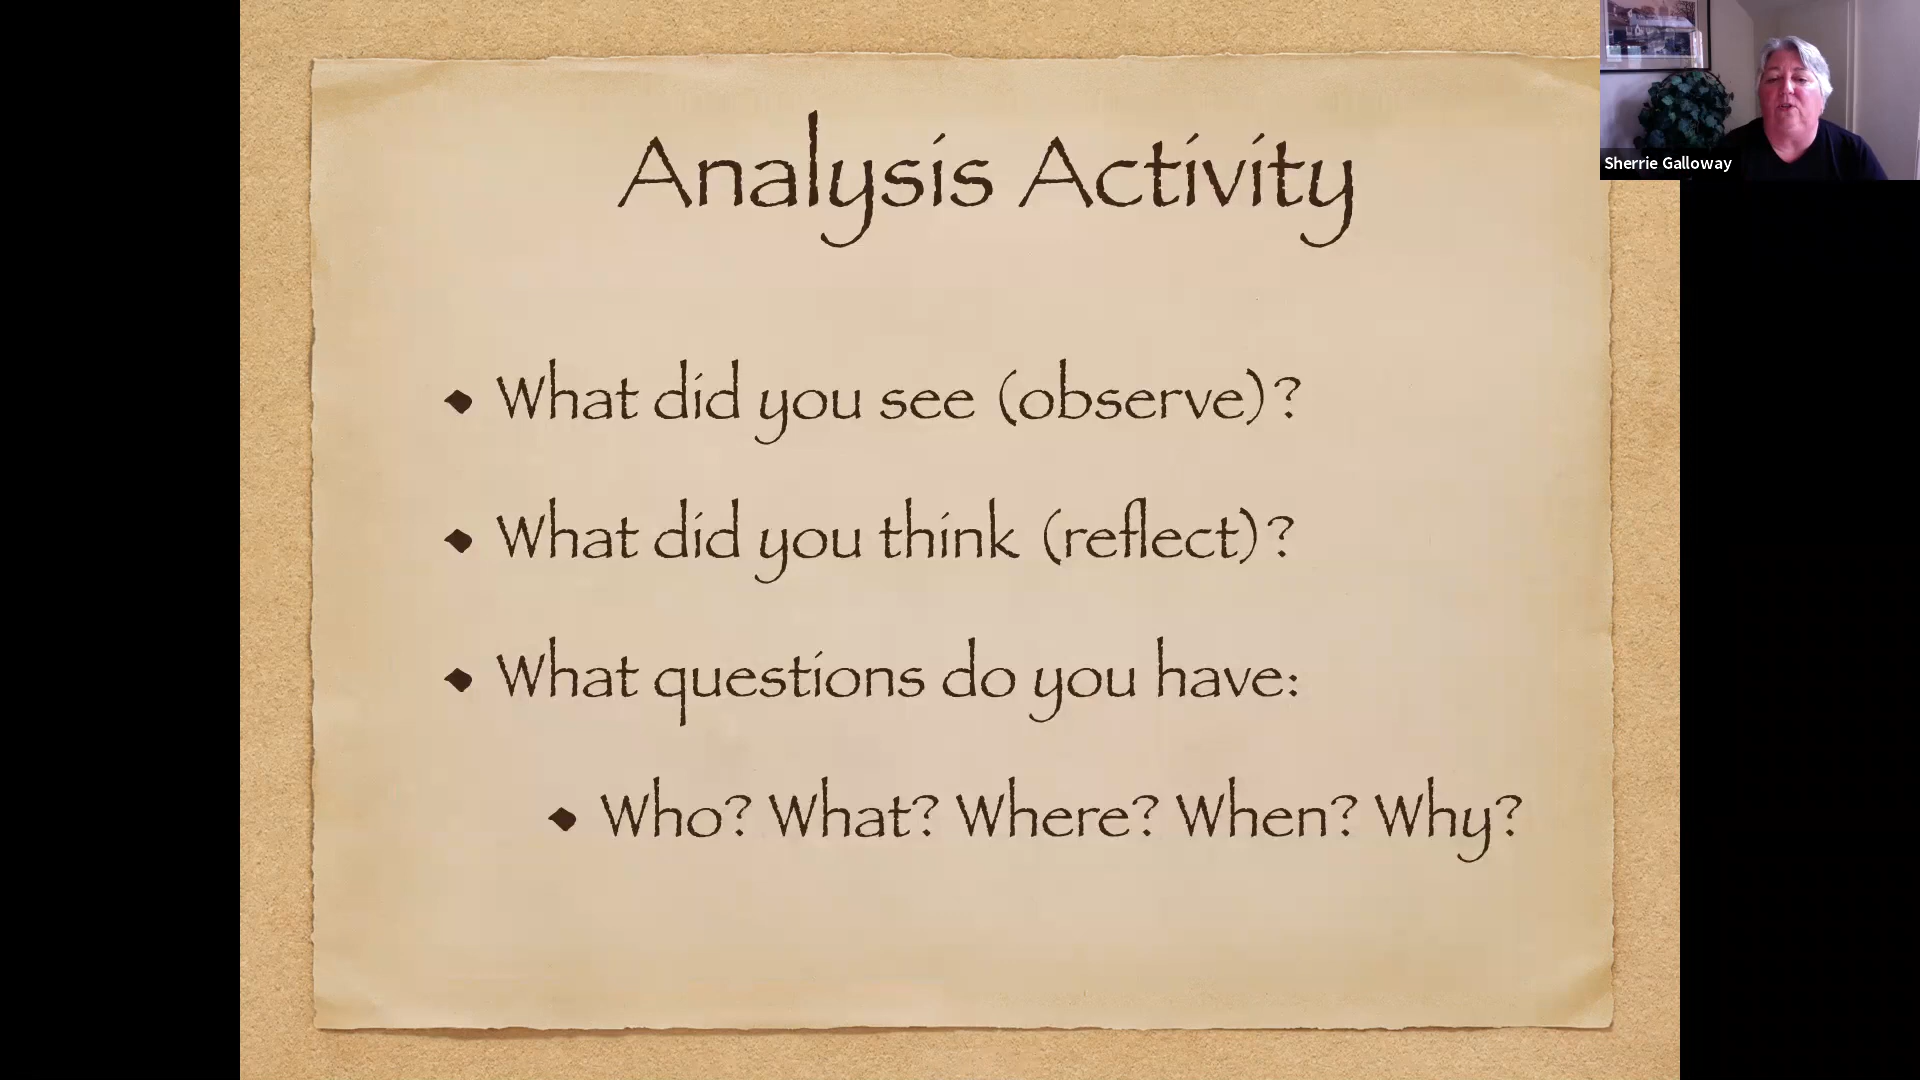 Analysis Activity
What did you see (observe)?
What did you think (reflect)?
What questions do you have:
Who? What? Where? When? Why?
Sherrie Galloway